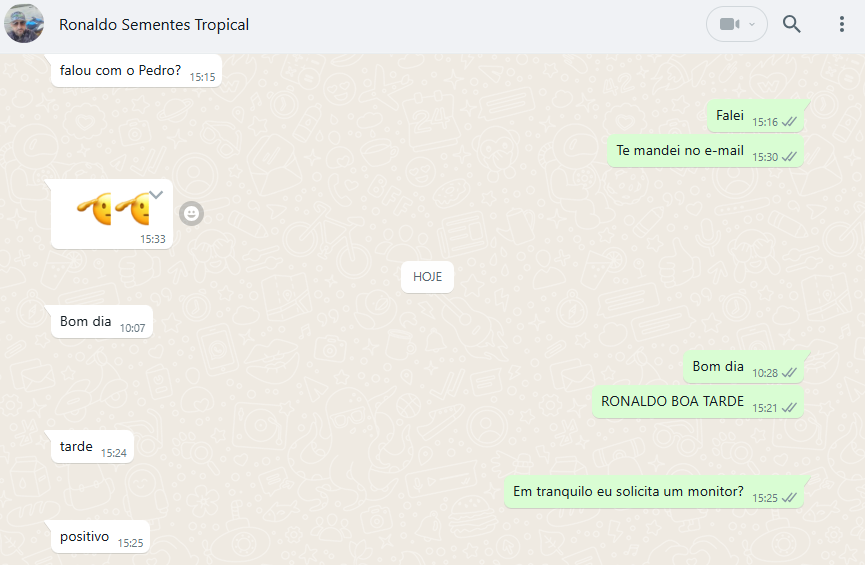 Ronaldo Sementes Tropical
falou com o Pedro? 15:15
Falei 15:16
Te mandei no e-mail 15:30
15:33
HOJE
Bom dia 10:07
Bom dia 10:28
RONALDO BOA TARDE 15:21
tarde 15:24
Em tranquilo eu solicita um monitor? 15:25
positivo 15:25